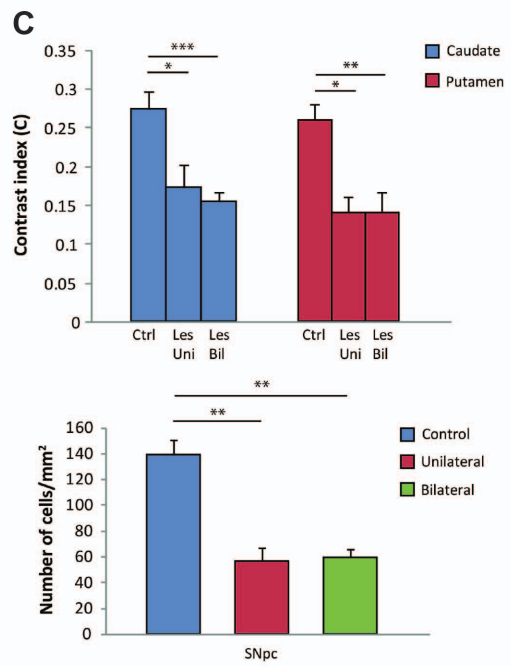 C
*** 
*
**
*
Caudate
Putamen
Contrast index (C)
0.35
0.3
0.25
0.2
0.15
0.1
0.05
0
Ctrl Les Uni Les Bil
Ctrl Les Uni Les Bil
**
**
Control
Unilateral
Bilateral
Number of cells/mm²
160
140
120
100
80
60
40
20
0
SNpc